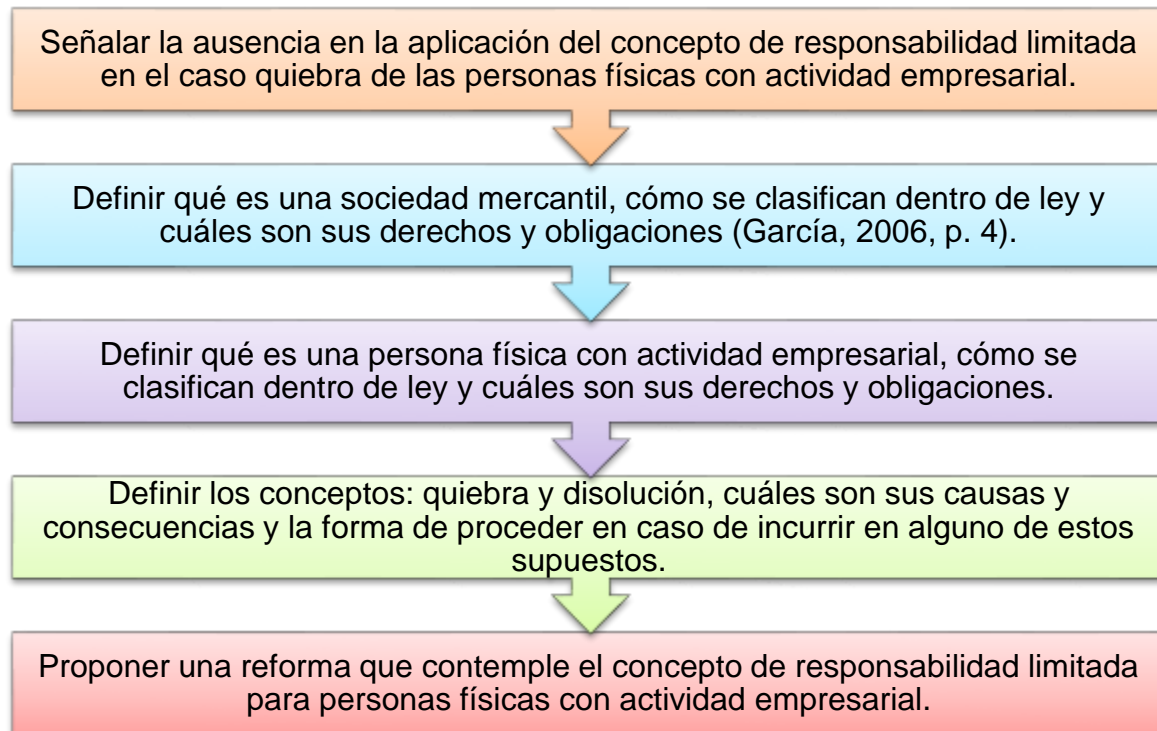 Señalar la ausencia en la aplicación del concepto de responsabilidad limitada
en el caso quiebra de las personas físicas con actividad empresarial.
Definir qué es una sociedad mercantil, cómo se clasifican dentro de ley y
cuáles son sus derechos y obligaciones (García, 2006, p. 4).
Definir qué es una persona física con actividad empresarial, cómo se
clasifican dentro de ley y cuáles son sus derechos y obligaciones.
Definir los conceptos: quiebra y disolución, cuáles son sus causas y
consecuencias y la forma de proceder en caso de incurrir en alguno de estos
supuestos.
Proponer una reforma que contemple el concepto de responsabilidad limitada
para personas físicas con actividad empresarial.